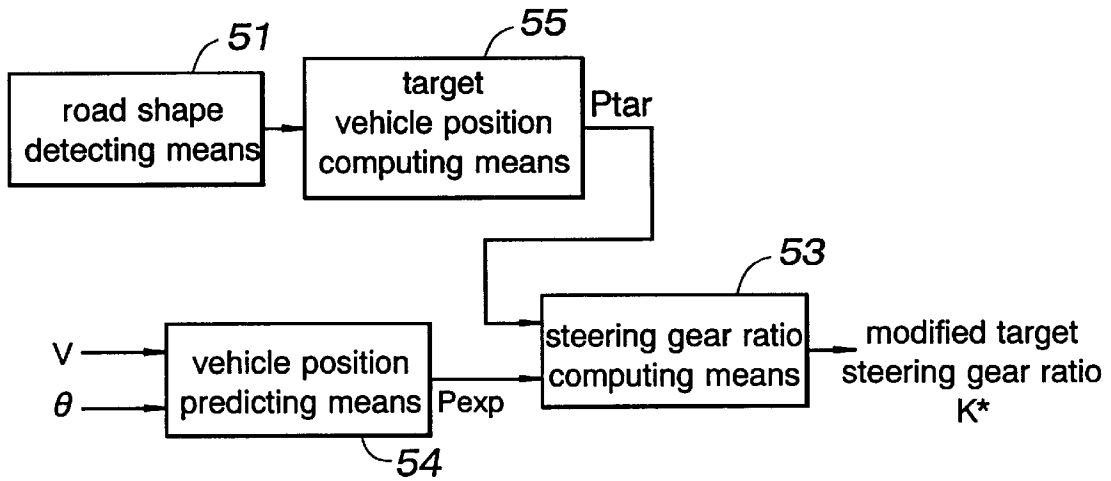 51
road shape
detecting means
55
target
vehicle position
computing means
Ptar
53
steering gear ratio
computing means
modified target
steering gear ratio
K*
V
θ
vehicle position
predicting means
Pexp
54